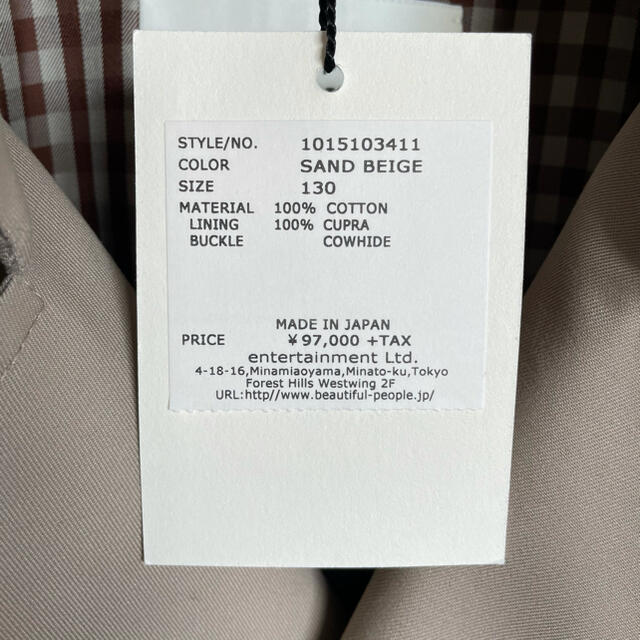 STYLE/NO. 1015103411
COLOR SAND BEIGE
SIZE 130
MATERIAL 100% COTTON
LINING 100% CUPRA
BUCKLE COWHIDE
MADE IN JAPAN
PRICE ¥97,000 +TAX
entertainment Ltd.
4-18-16,Minamiaoyama,Minato-ku,Tokyo
Forest Hills Westwing 2F
URL:http//www.beautiful-people.jp/